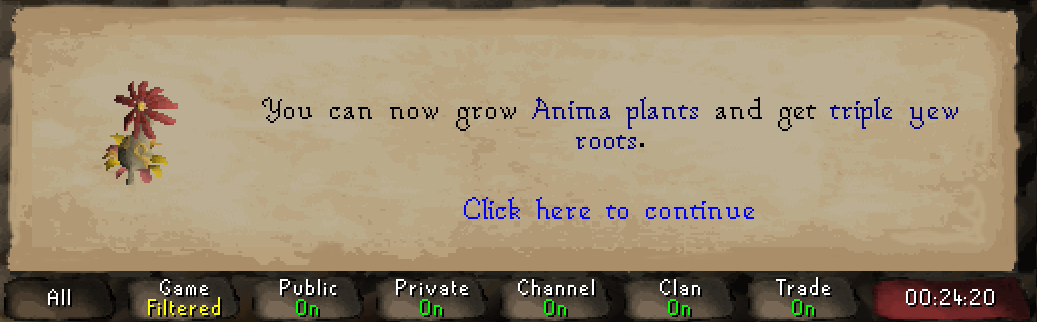 You can now grow Anima plants and get triple yew
roots.
Click here to continue
All
Game
Filtered
Public
On
Private
On
Channel
On
Clan
On
Trade
On
00:24:20